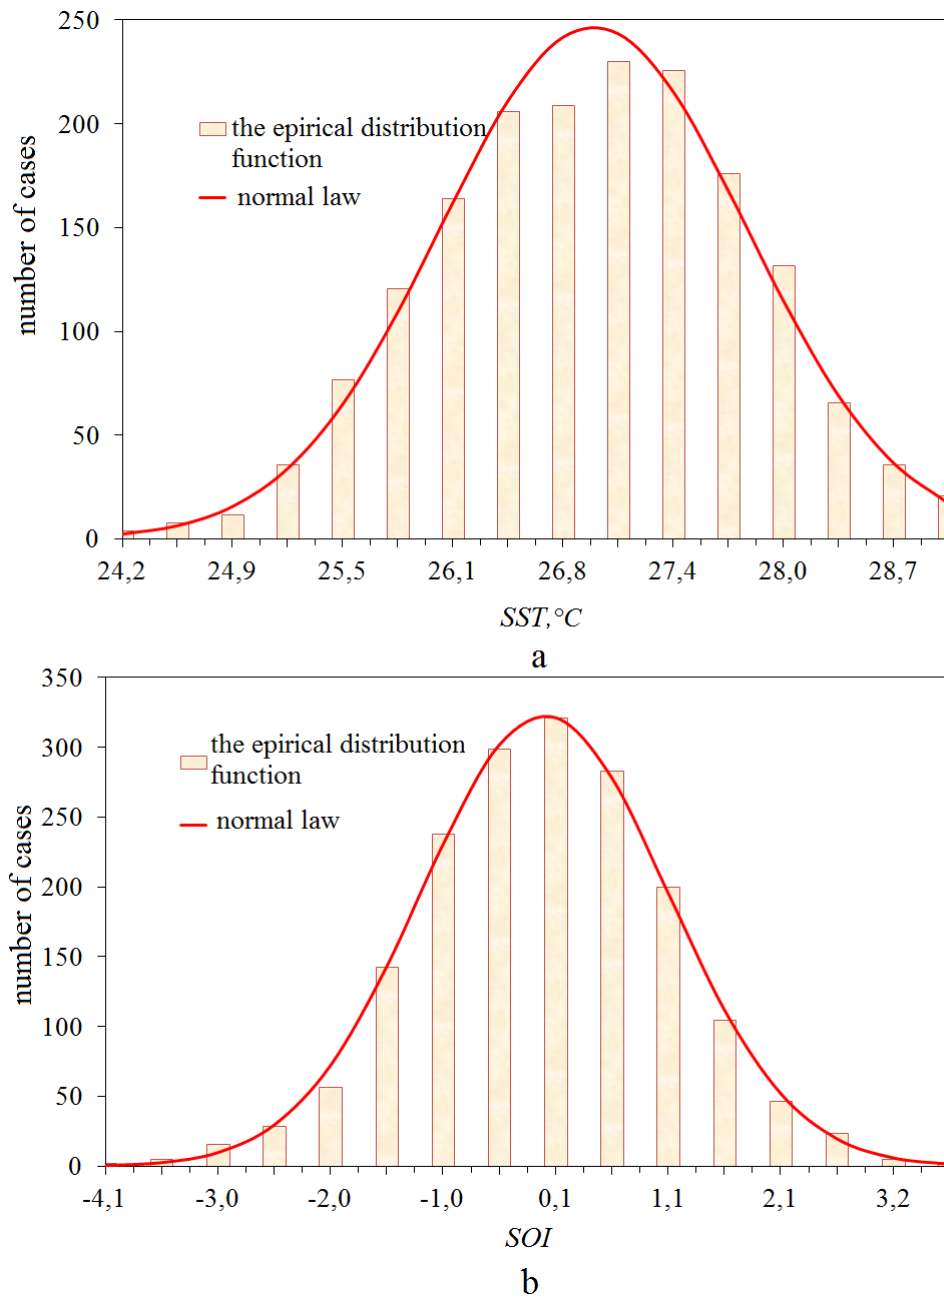 250
200
150
100
50
0
number of cases
the epirical distribution
function
normal law
24,2 24,9 25,5 26,1 26,8 27,4 28,0 28,7
SST,°C
a
350
300
250
200
150
100
50
0
number of cases
the epirical distribution
function
normal law
-4,1 -3,0 -2,0 -1,0 0,1 1,1 2,1 3,2
SOI
b